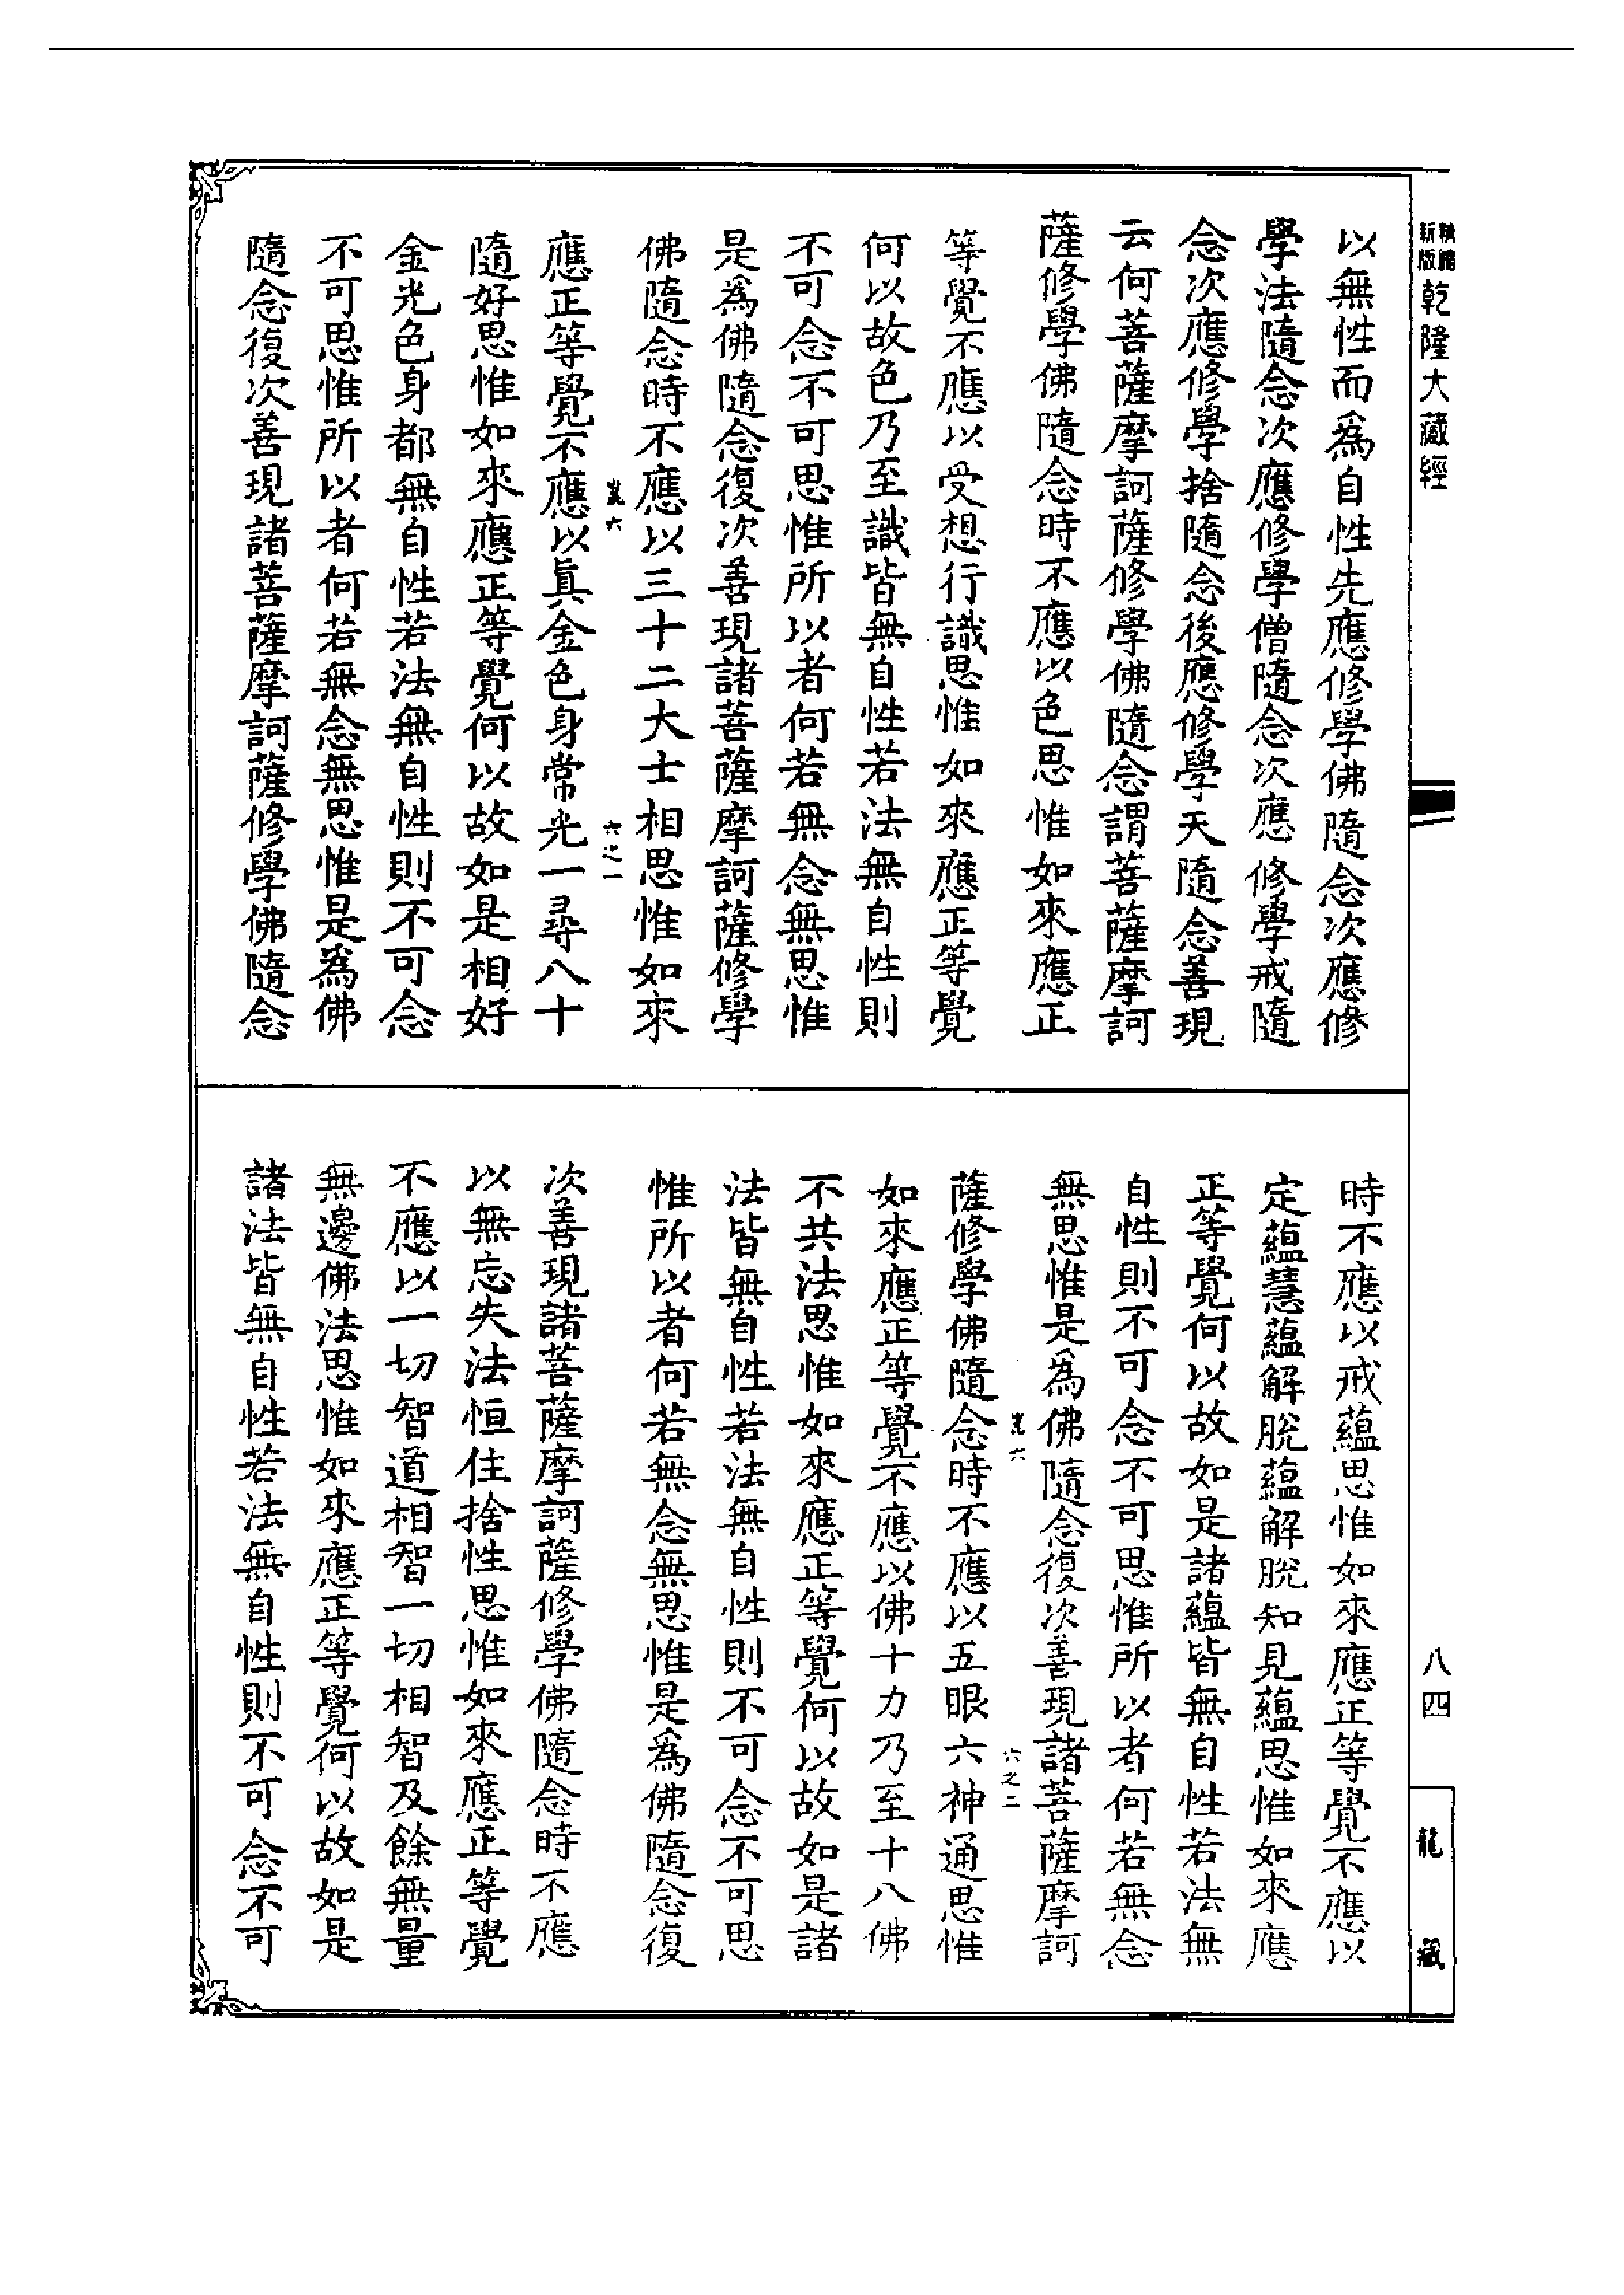 新版
乾隆大藏經
以無性而爲自性先應修學佛隨念次應修
學法隨念次應修學僧隨念次應修學戒隨
念次應修學捨隨念後應修學天隨念善現
云何菩薩摩訶薩修學佛隨念謂菩薩摩訶
薩修學佛隨念時不應以色思惟如來應正
等覺不應以受想行識思惟如來應正等覺
何以故色乃至識皆無自性若法無自性則
不可念不可思惟所以者何若無念無思惟
是爲佛隨念復次善現諸菩薩摩訶薩修學
佛隨念時不應以三十二大士相思惟如來
六
六之一
應正等覺不應以真金色身常光一尋八十
隨好思惟如來應正等覺何以故如是相好
金光色身都無自性若法無自性則不可念
不可思惟所以者何若無念無思惟是爲佛
隨念復次善現諸菩薩摩訶薩修學佛隨念
時不應以戒蘊思惟如來應正等覺不應以
定蘊慧蘊解脫蘊解脫知見蘊思惟如來應
正等覺何以故如是諸蘊皆無自性若法無
自性則不可念不可思惟所以者何若無念
無思惟是爲佛隨念復次善現諸菩薩摩訶
六
六之二
薩修學佛隨念時不應以五眼六神通思惟
如來應正等覺不應以佛十力乃至十八佛
不共法思惟如來應正等覺何以故如是諸
法皆無自性若法無自性則不可念不可思
惟所以者何若無念無思惟是爲佛隨念復
次善現諸菩薩摩訶薩修學佛隨念時不應
以無忘失法恒住捨性思惟如來應正等覺
不應以一切智道相智一切相智及餘無量
無邊佛法思惟如來應正等覺何以故如是
諸法皆無自性若法無自性則不可念不可
八四
龍藏